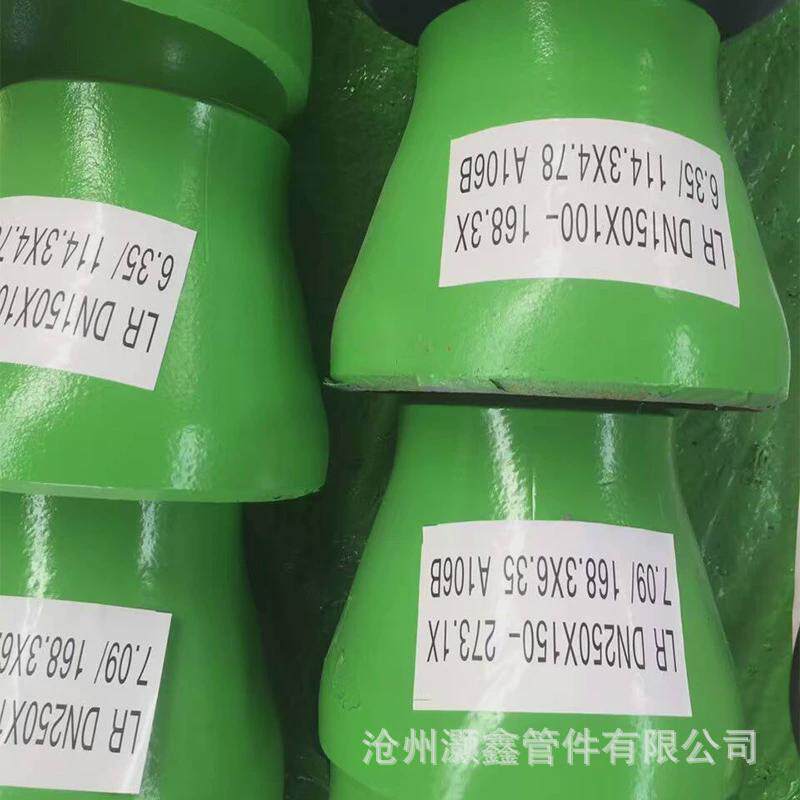 LR DN150X10
6.35/ 114.3X4.78
LR DN150X100- 168.3X
6.35/ 114.3X4.78 A106B
LR DN250X1
7.09/ 168.3X6.
LR DN250X150- 273.1X
7.09/ 168.3X6.35 A106B
沧州灏鑫管件有限公司